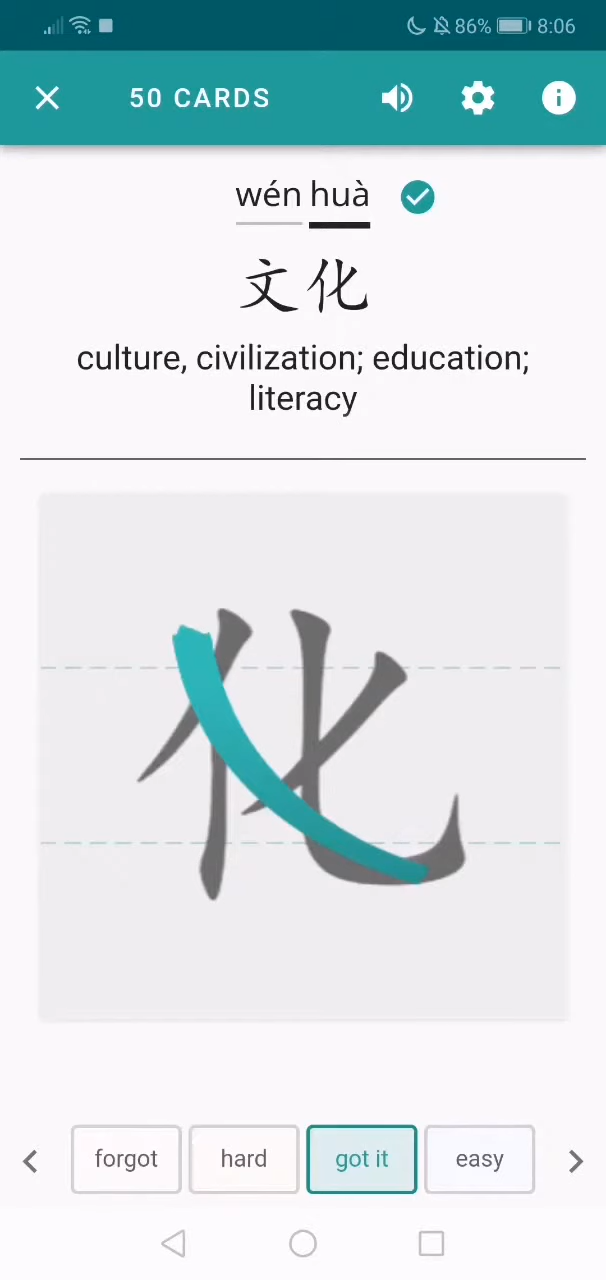 86% 8:06
50 CARDS
wén huà
文化
culture, civilization; education;
literacy
化
forgot hard got it easy